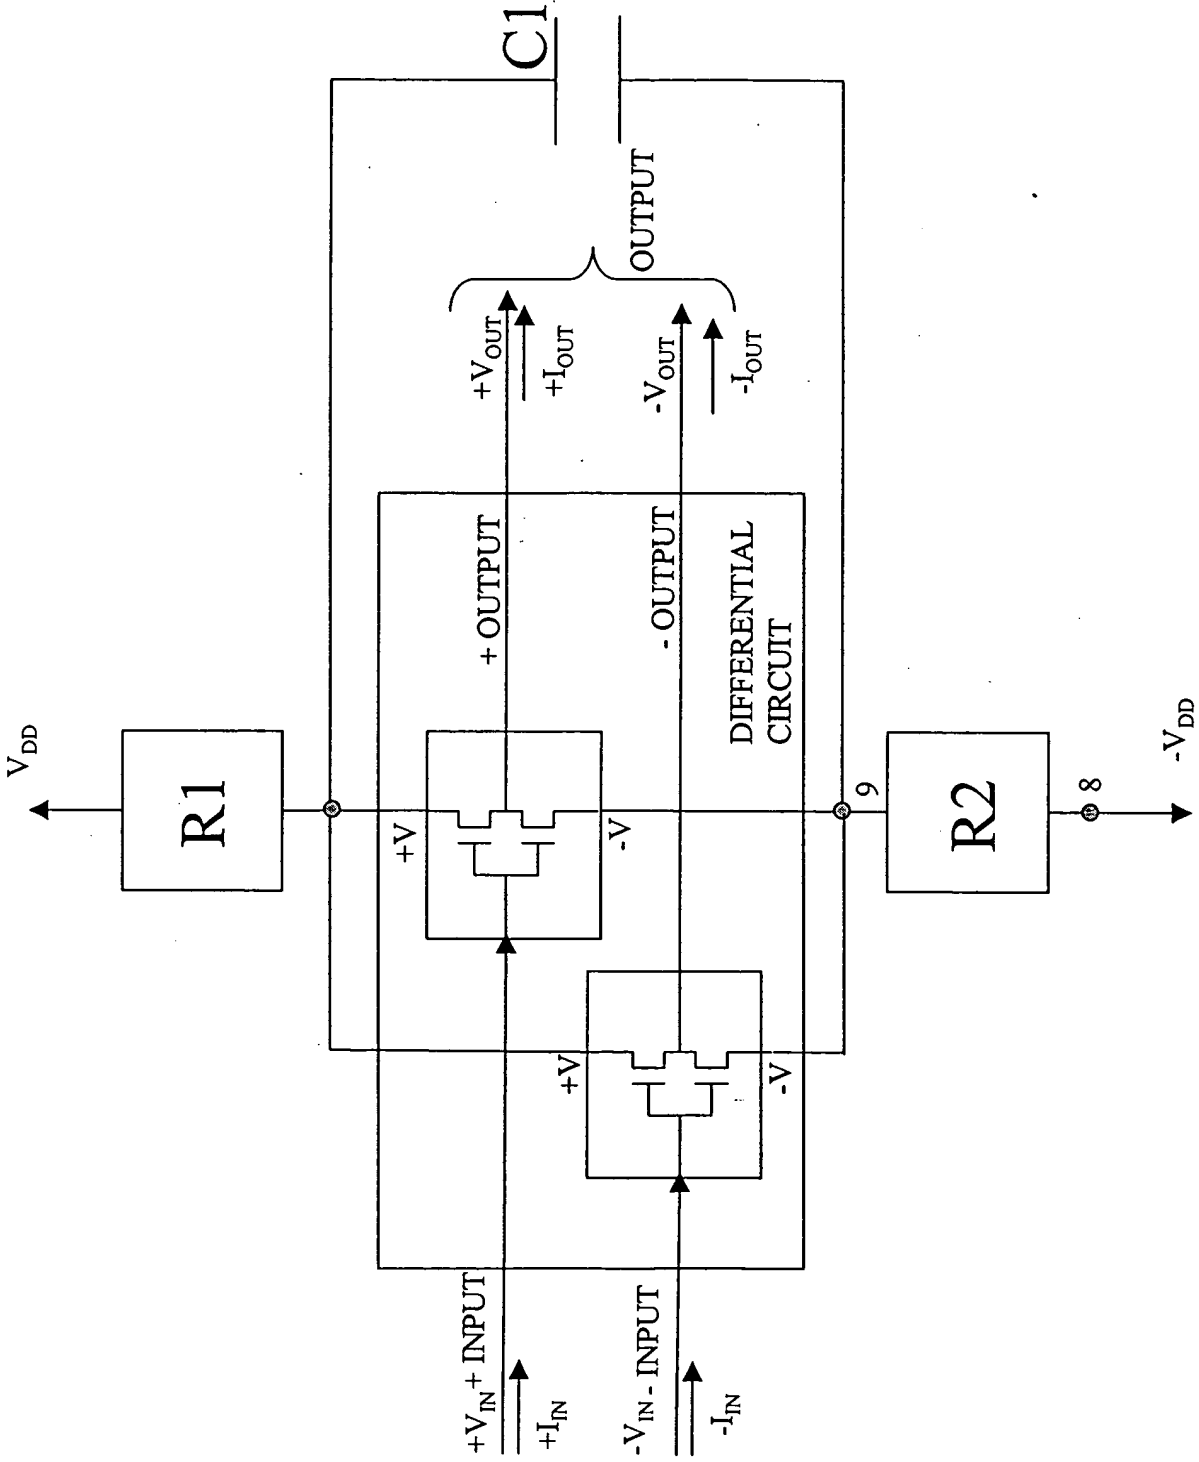 V_DD
R1
C1
+V
-V
+V
-V
+V_IN + INPUT
+I_IN
-V_IN - INPUT
-I_IN
+ OUTPUT
- OUTPUT
DIFFERENTIAL
CIRCUIT
+V_OUT
+I_OUT
-V_OUT
-I_OUT
OUTPUT
9
R2
8
-V_DD